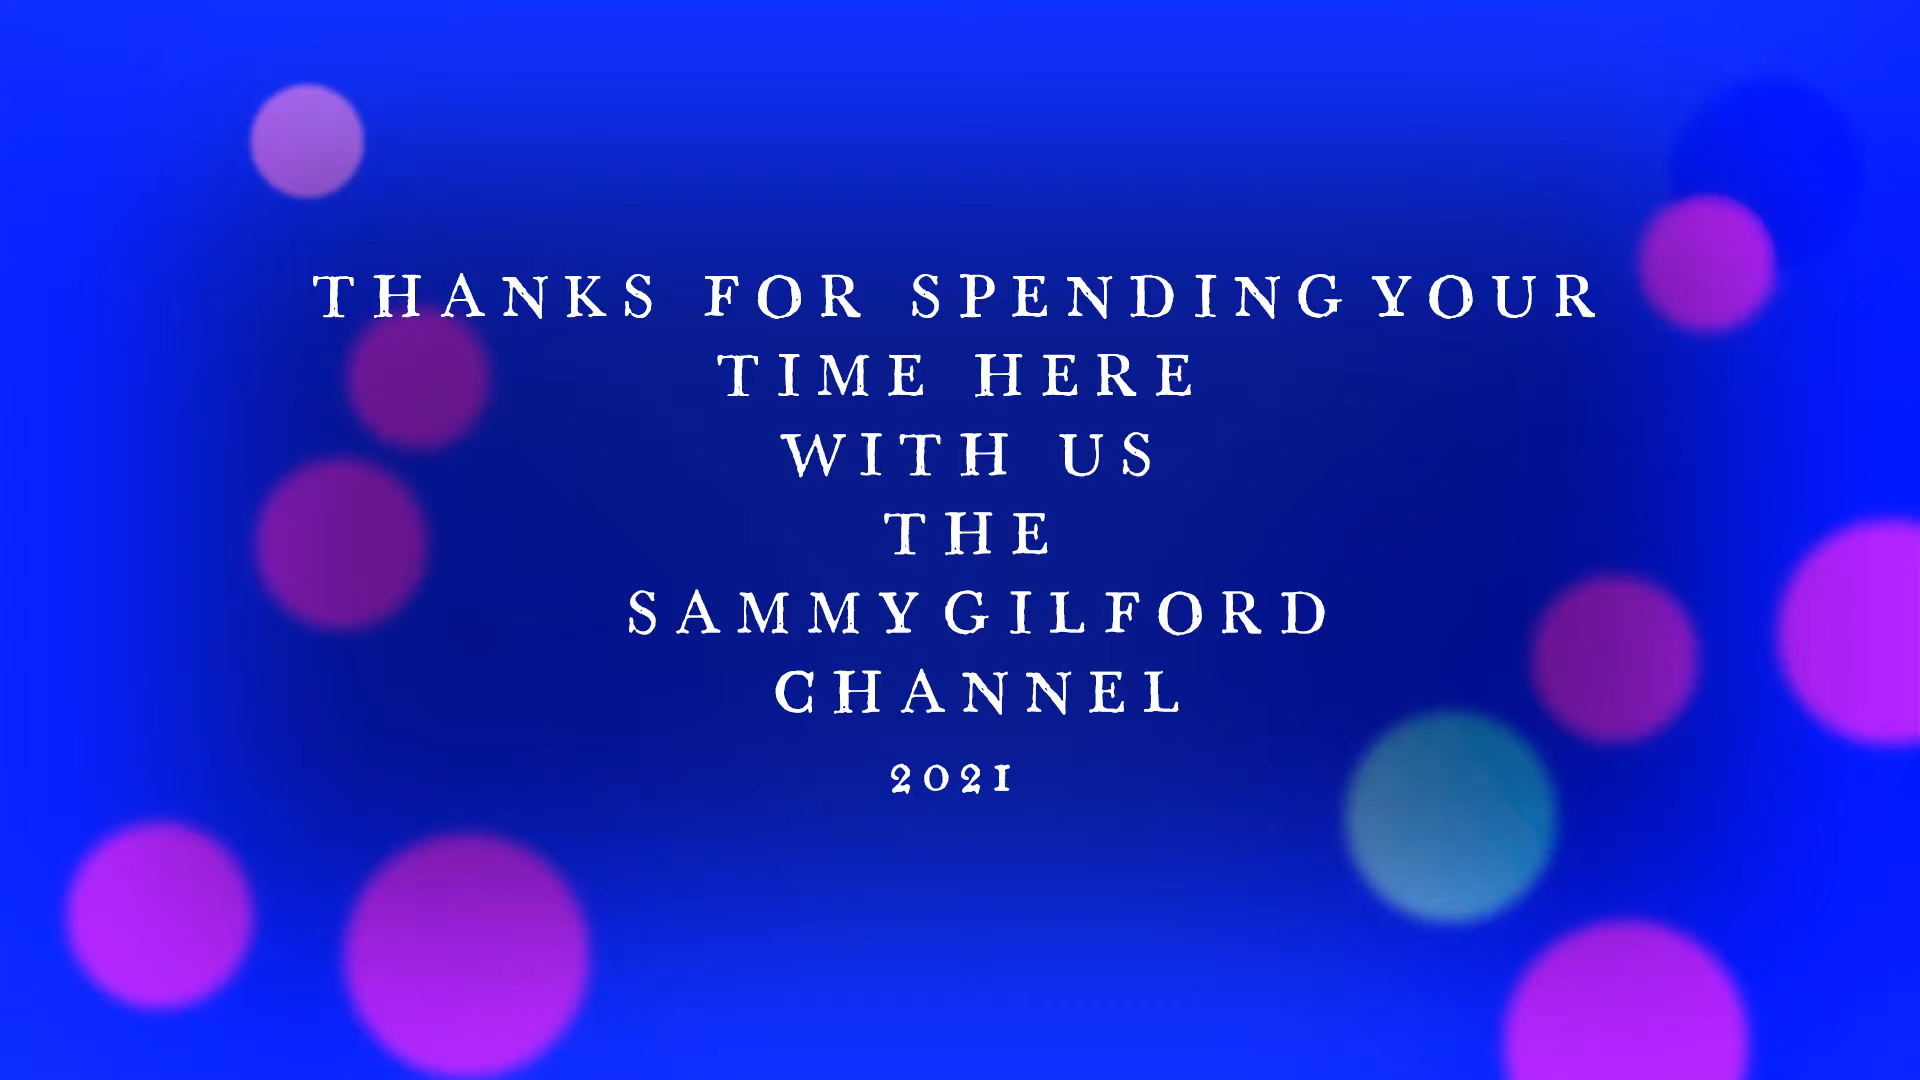 THANKS FOR SPENDING YOUR
TIME HERE
WITH US
THE
SAMMYGILFORD
CHANNEL
2021